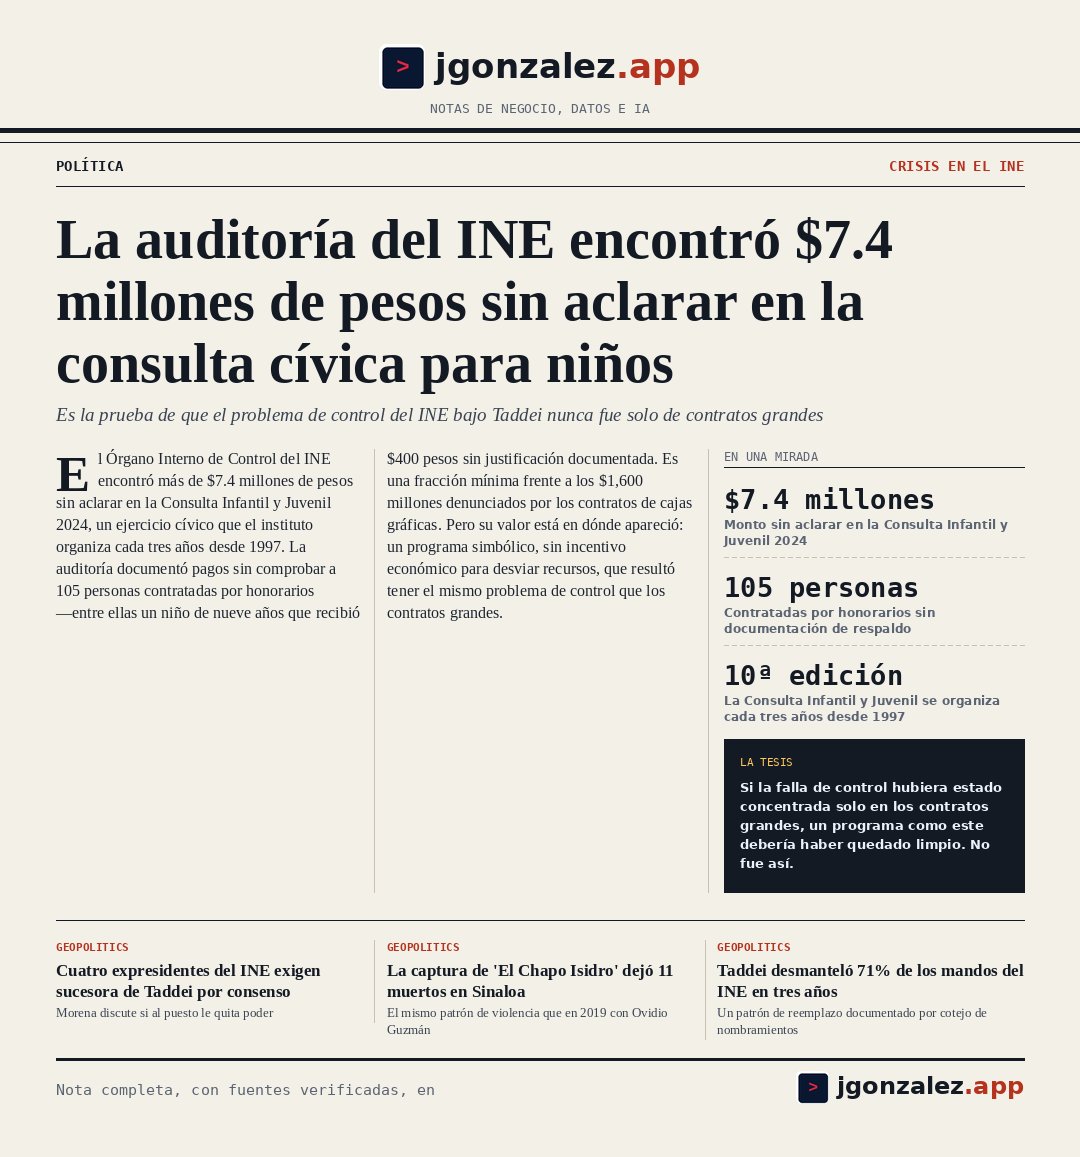 > jgonzalez.app
NOTAS DE NEGOCIO, DATOS E IA
POLÍTICA
CRISIS EN EL INE
La auditoría del INE encontró $7.4
millones de pesos sin aclarar en la
consulta cívica para niños
Es la prueba de que el problema de control del INE bajo Taddei nunca fue solo de contratos grandes
El Órgano Interno de Control del INE
encontró más de $7.4 millones de pesos
sin aclarar en la Consulta Infantil y Juvenil
2024, un ejercicio cívico que el instituto
organiza cada tres años desde 1997. La
auditoría documentó pagos sin comprobar a
105 personas contratadas por honorarios
—entre ellas un niño de nueve años que recibió
$400 pesos sin justificación documentada. Es
una fracción mínima frente a los $1,600
millones denunciados por los contratos de cajas
gráficas. Pero su valor está en dónde apareció:
un programa simbólico, sin incentivo
económico para desviar recursos, que resultó
tener el mismo problema de control que los
contratos grandes.
EN UNA MIRADA
$7.4 millones
Monto sin aclarar en la Consulta Infantil y
Juvenil 2024
105 personas
Contratadas por honorarios sin
documentación de respaldo
10ª edición
La Consulta Infantil y Juvenil se organiza
cada tres años desde 1997
LA TESIS
Si la falla de control hubiera estado
concentrada solo en los contratos
grandes, un programa como este
debería haber quedado limpio. No
fue así.
GEOPOLITICS
Cuatro expresidentes del INE exigen
sucesora de Taddei por consenso
Morena discute si al puesto le quita poder
GEOPOLITICS
La captura de 'El Chapo Isidro' dejó 11
muertos en Sinaloa
El mismo patrón de violencia que en 2019 con Ovidio
Guzmán
GEOPOLITICS
Taddei desmanteló 71% de los mandos del
INE en tres años
Un patrón de reemplazo documentado por cotejo de
nombramientos
Nota completa, con fuentes verificadas, en
> jgonzalez.app